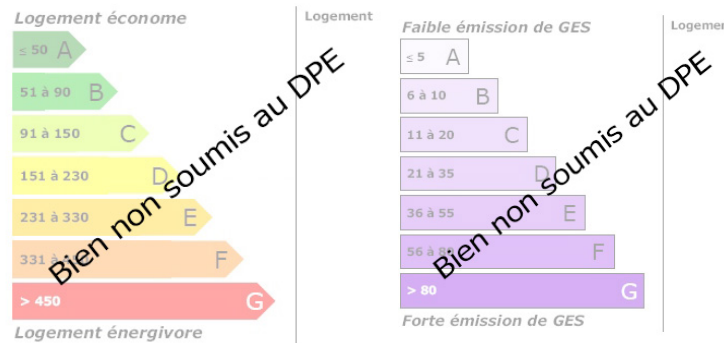 Logement économe
Logement
≤ 50 A
51 à 90 B
91 à 150 C
151 à 230 D
231 à 330 E
331 à F
> 450 G
Logement énergivore
Bien non soumis au DPE
Faible émission de GES
Logemen
≤ 5 A
6 à 10 B
11 à 20 C
21 à 35 D
36 à 55 E
56 à 80 F
> 80 G
Forte émission de GES
Bien non soumis au DPE